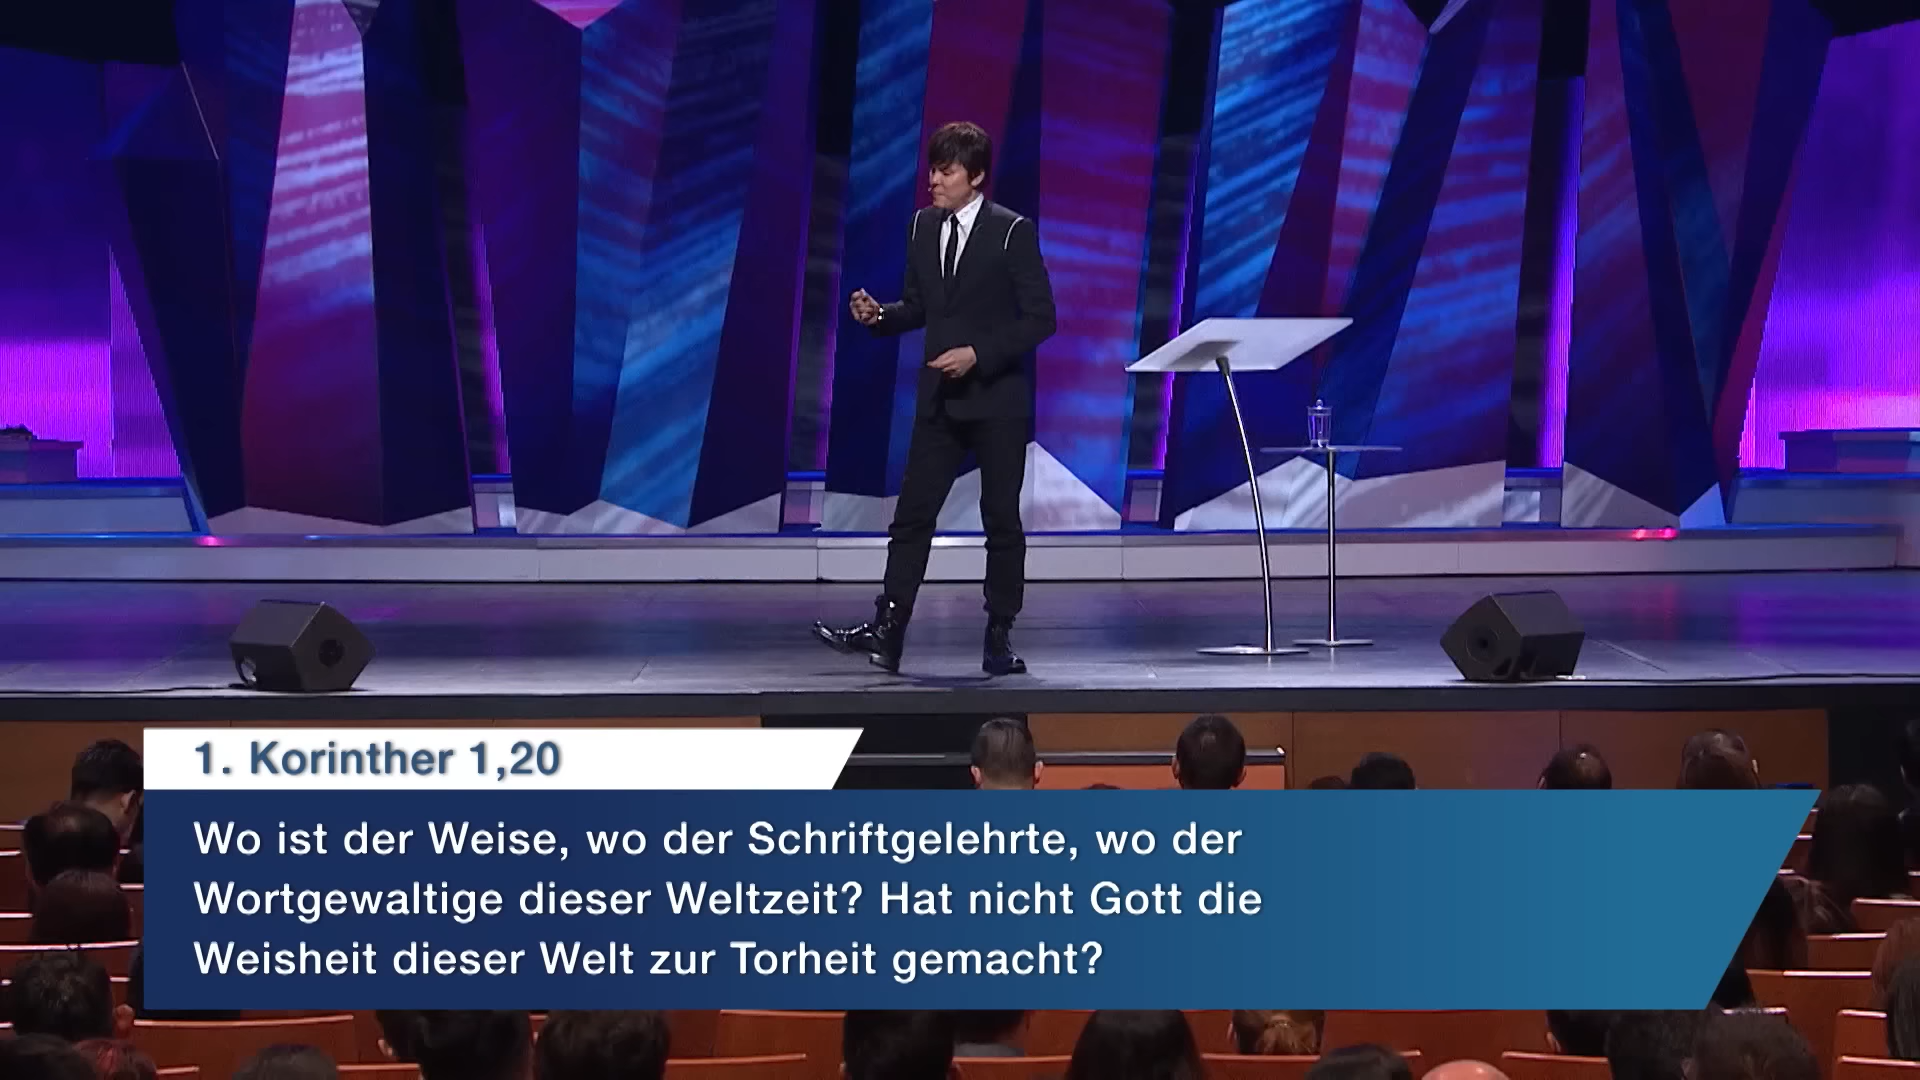 1. Korinther 1,20
Wo ist der Weise, wo der Schriftgelehrte, wo der
Wortgewaltige dieser Weltzeit? Hat nicht Gott die
Weisheit dieser Welt zur Torheit gemacht?